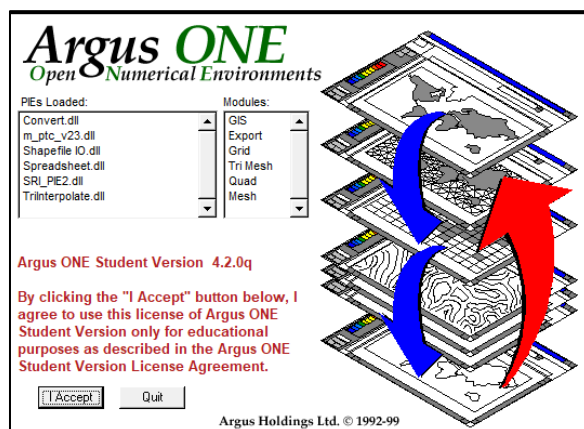 Argus ONE
Open Numerical Environments
PIEs Loaded:
Convert.dll
m_ptc_v23.dll
Shapefile IO.dll
Spreadsheet.dll
SRI_PIE2.dll
TriInterpolate.dll
Modules:
GIS
Export
Grid
Tri Mesh
Quad
Mesh
Argus ONE Student Version 4.2.0q
By clicking the "I Accept" button below, I
agree to use this license of Argus ONE
Student Version only for educational
purposes as described in the Argus ONE
Student Version License Agreement.
I Accept
Quit
Argus Holdings Ltd. © 1992-99